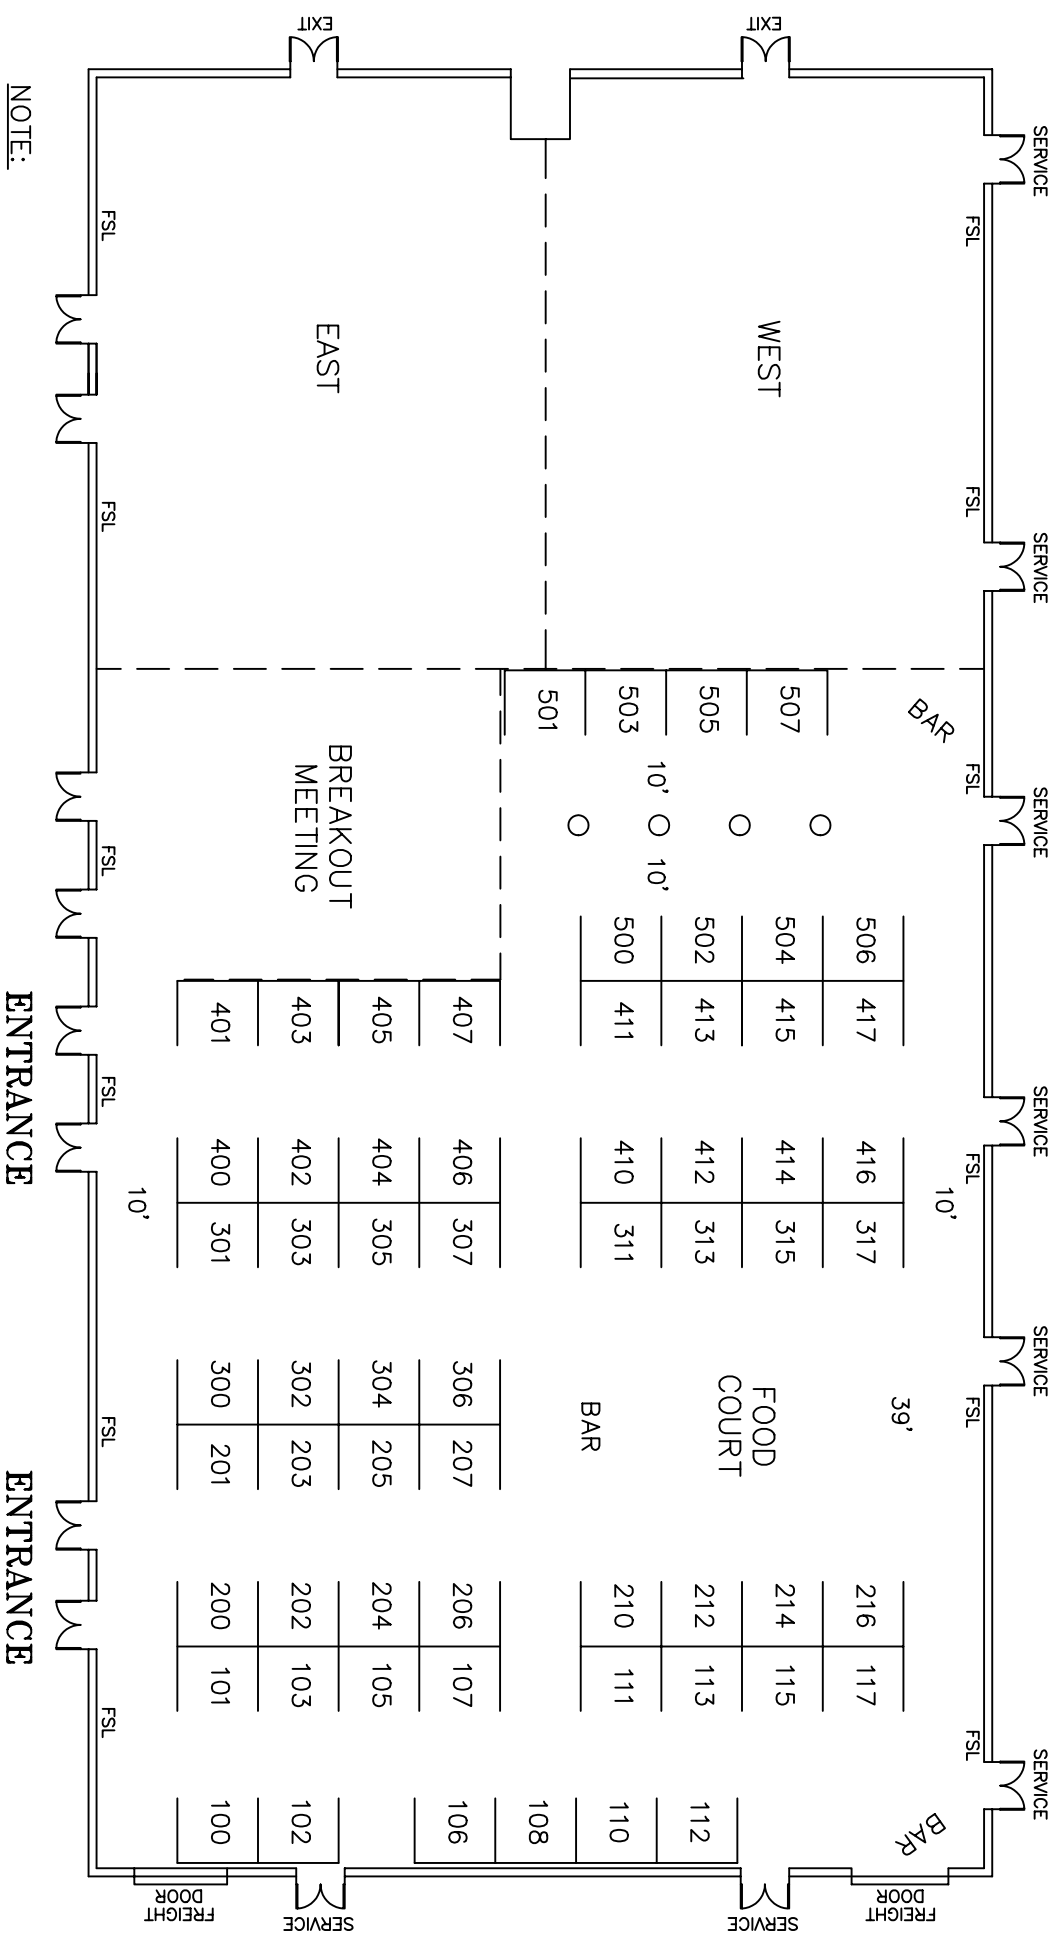 EXIT
EXIT
SERVICE
SERVICE
SERVICE
SERVICE
SERVICE
SERVICE
FSL
FSL
FSL
FSL
FSL
FSL
WEST
EAST
FSL
FSL
FSL
FSL
FSL
FSL
NOTE:
BAR
507
505
503
501
10'
10'
BREAKOUT
MEETING
506
504
502
500
417
415
413
411
407
405
403
401
416
414
412
410
406
404
402
400
10'
10'
317
315
313
311
307
305
303
301
39'
FOOD
COURT
BAR
306
304
302
300
207
205
203
201
216
214
212
210
206
204
202
200
117
115
113
111
107
105
103
101
BAR
112
110
108
106
102
100
ENTRANCE
ENTRANCE
FREIGHT
DOOR
SERVICE
SERVICE
FREIGHT
DOOR